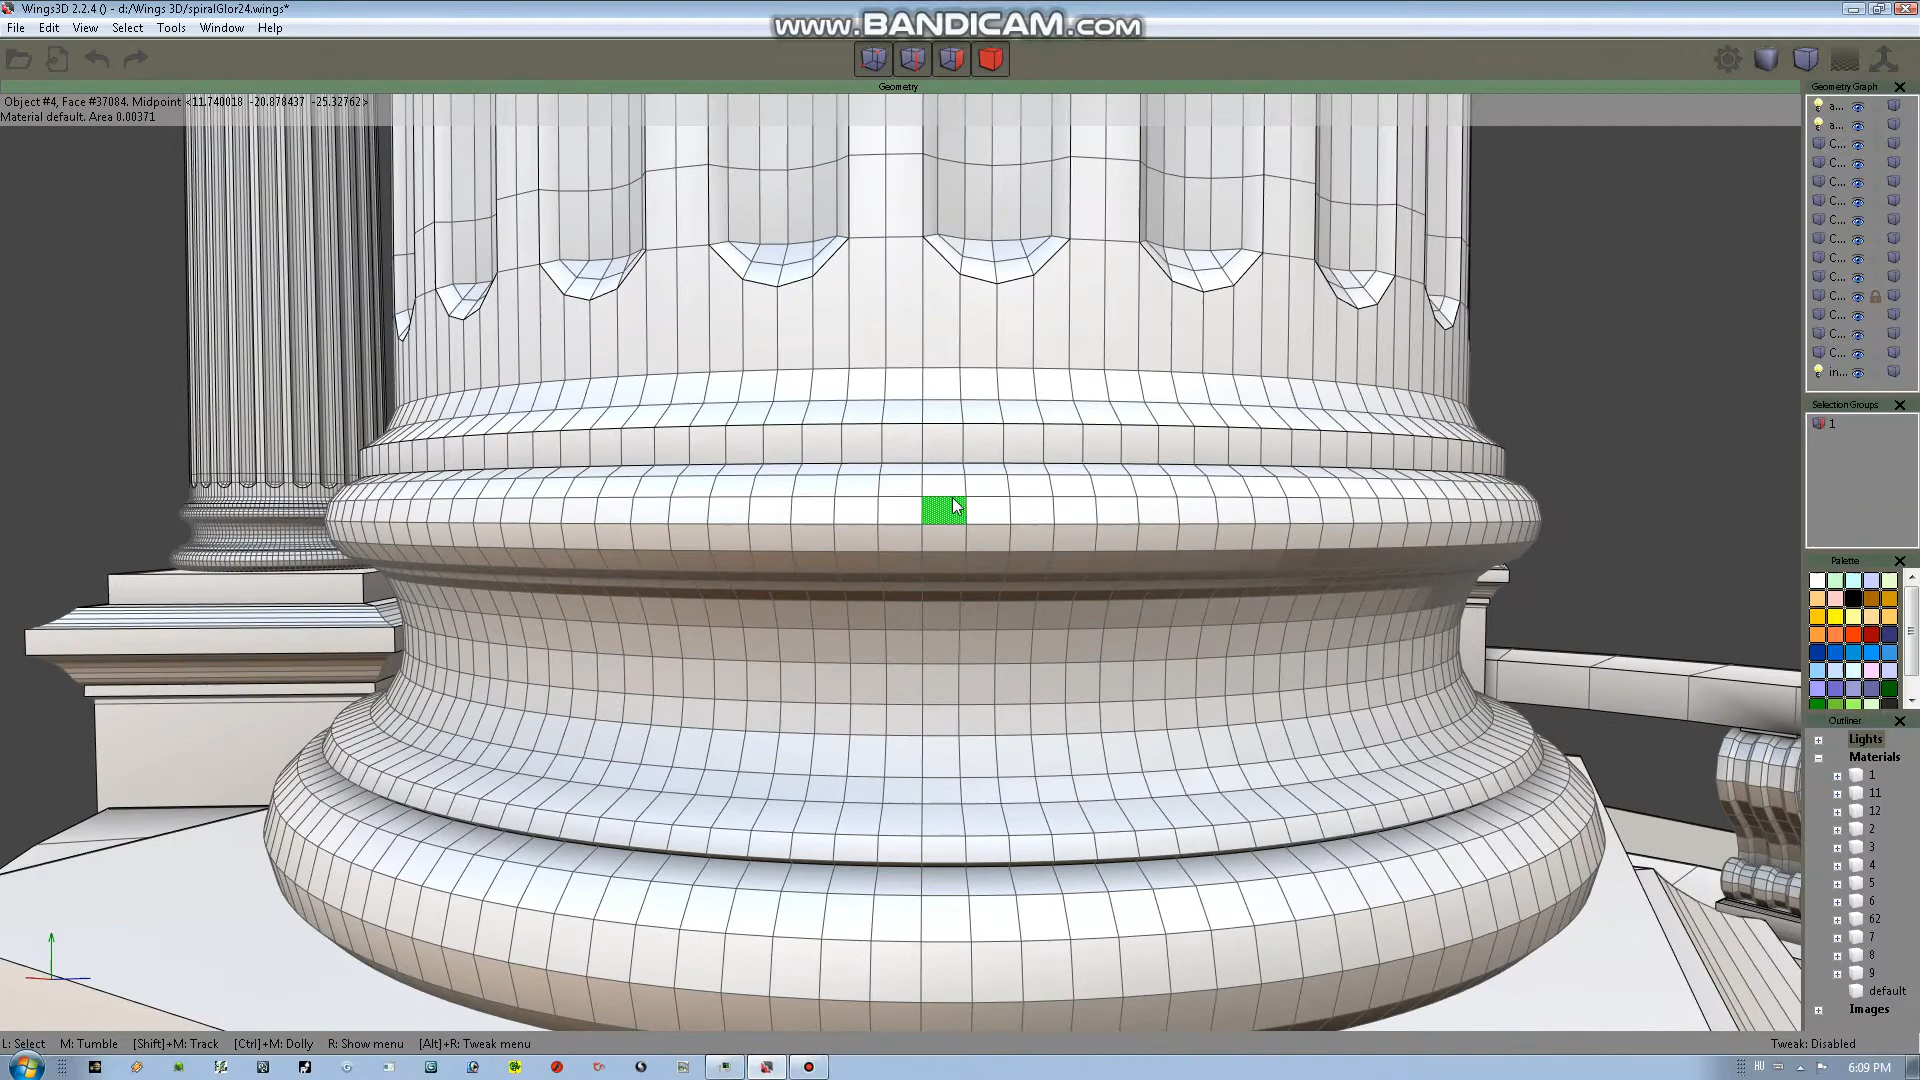 Wings3D 2.2.4 () - d:/Wings 3D/spiralGlor24.wings*
www.BANDICAM.com
File Edit View Select Tools Window Help
Geometry
Object #4, Face #37084. Midpoint <11.740018 -20.878437 -25.32762>
Material default. Area 0.00371
Geometry Graph
a...
a...
C...
C...
C...
C...
C...
C...
C...
C...
C...
C...
C...
C...
in...
Selection Groups
1
Palette
Outliner
Lights
Materials
1
11
12
2
3
4
5
6
62
7
8
9
default
Images
L: Select M: Tumble [Shift]+M: Track [Ctrl]+M: Dolly R: Show menu [Alt]+R: Tweak menu
Tweak: Disabled
HU
6:09 PM